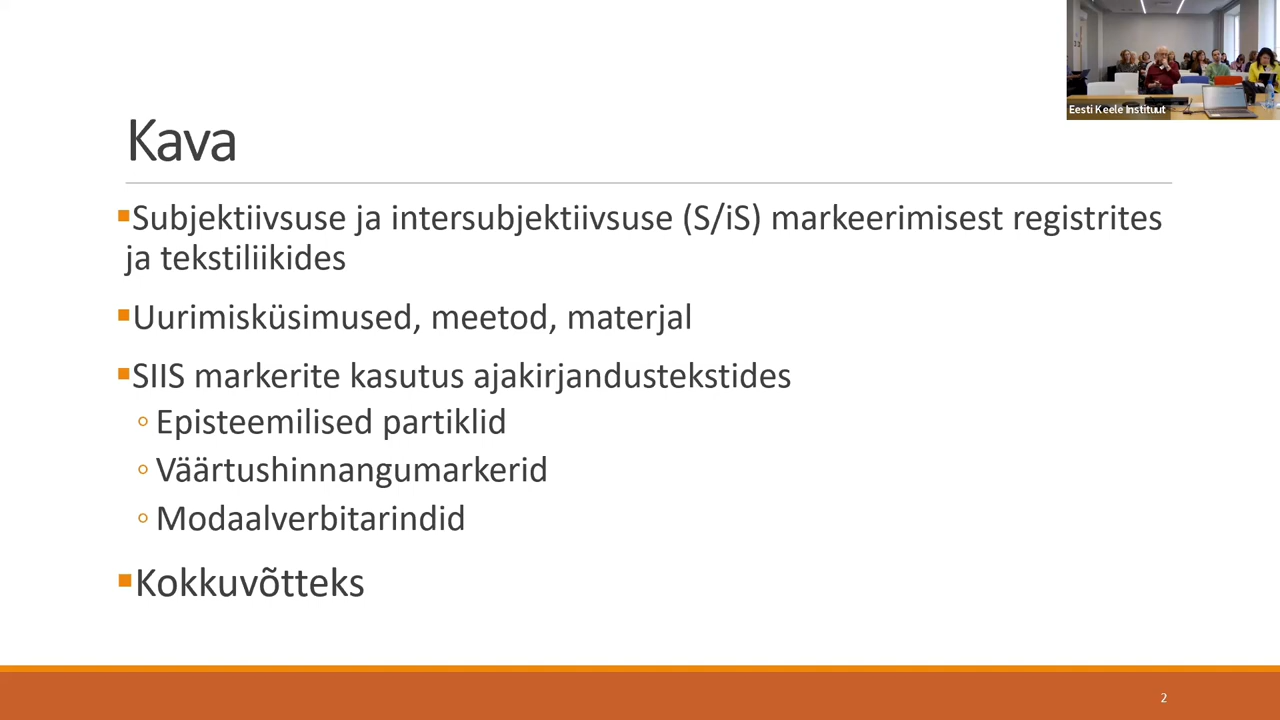 Eesti Keele Instituut
Kava
▪Subjektiivsuse ja intersubjektiivsuse (S/iS) markeerimisest registrites
ja tekstiliikides
▪Uurimisküsimused, meetod, materjal
▪SIIS markerite kasutus ajakirjandustekstides
◦ Episteemilised partiklid
◦ Väärtushinnangumarkerid
◦ Modaalverbitarindid
▪Kokkuvõtteks
2